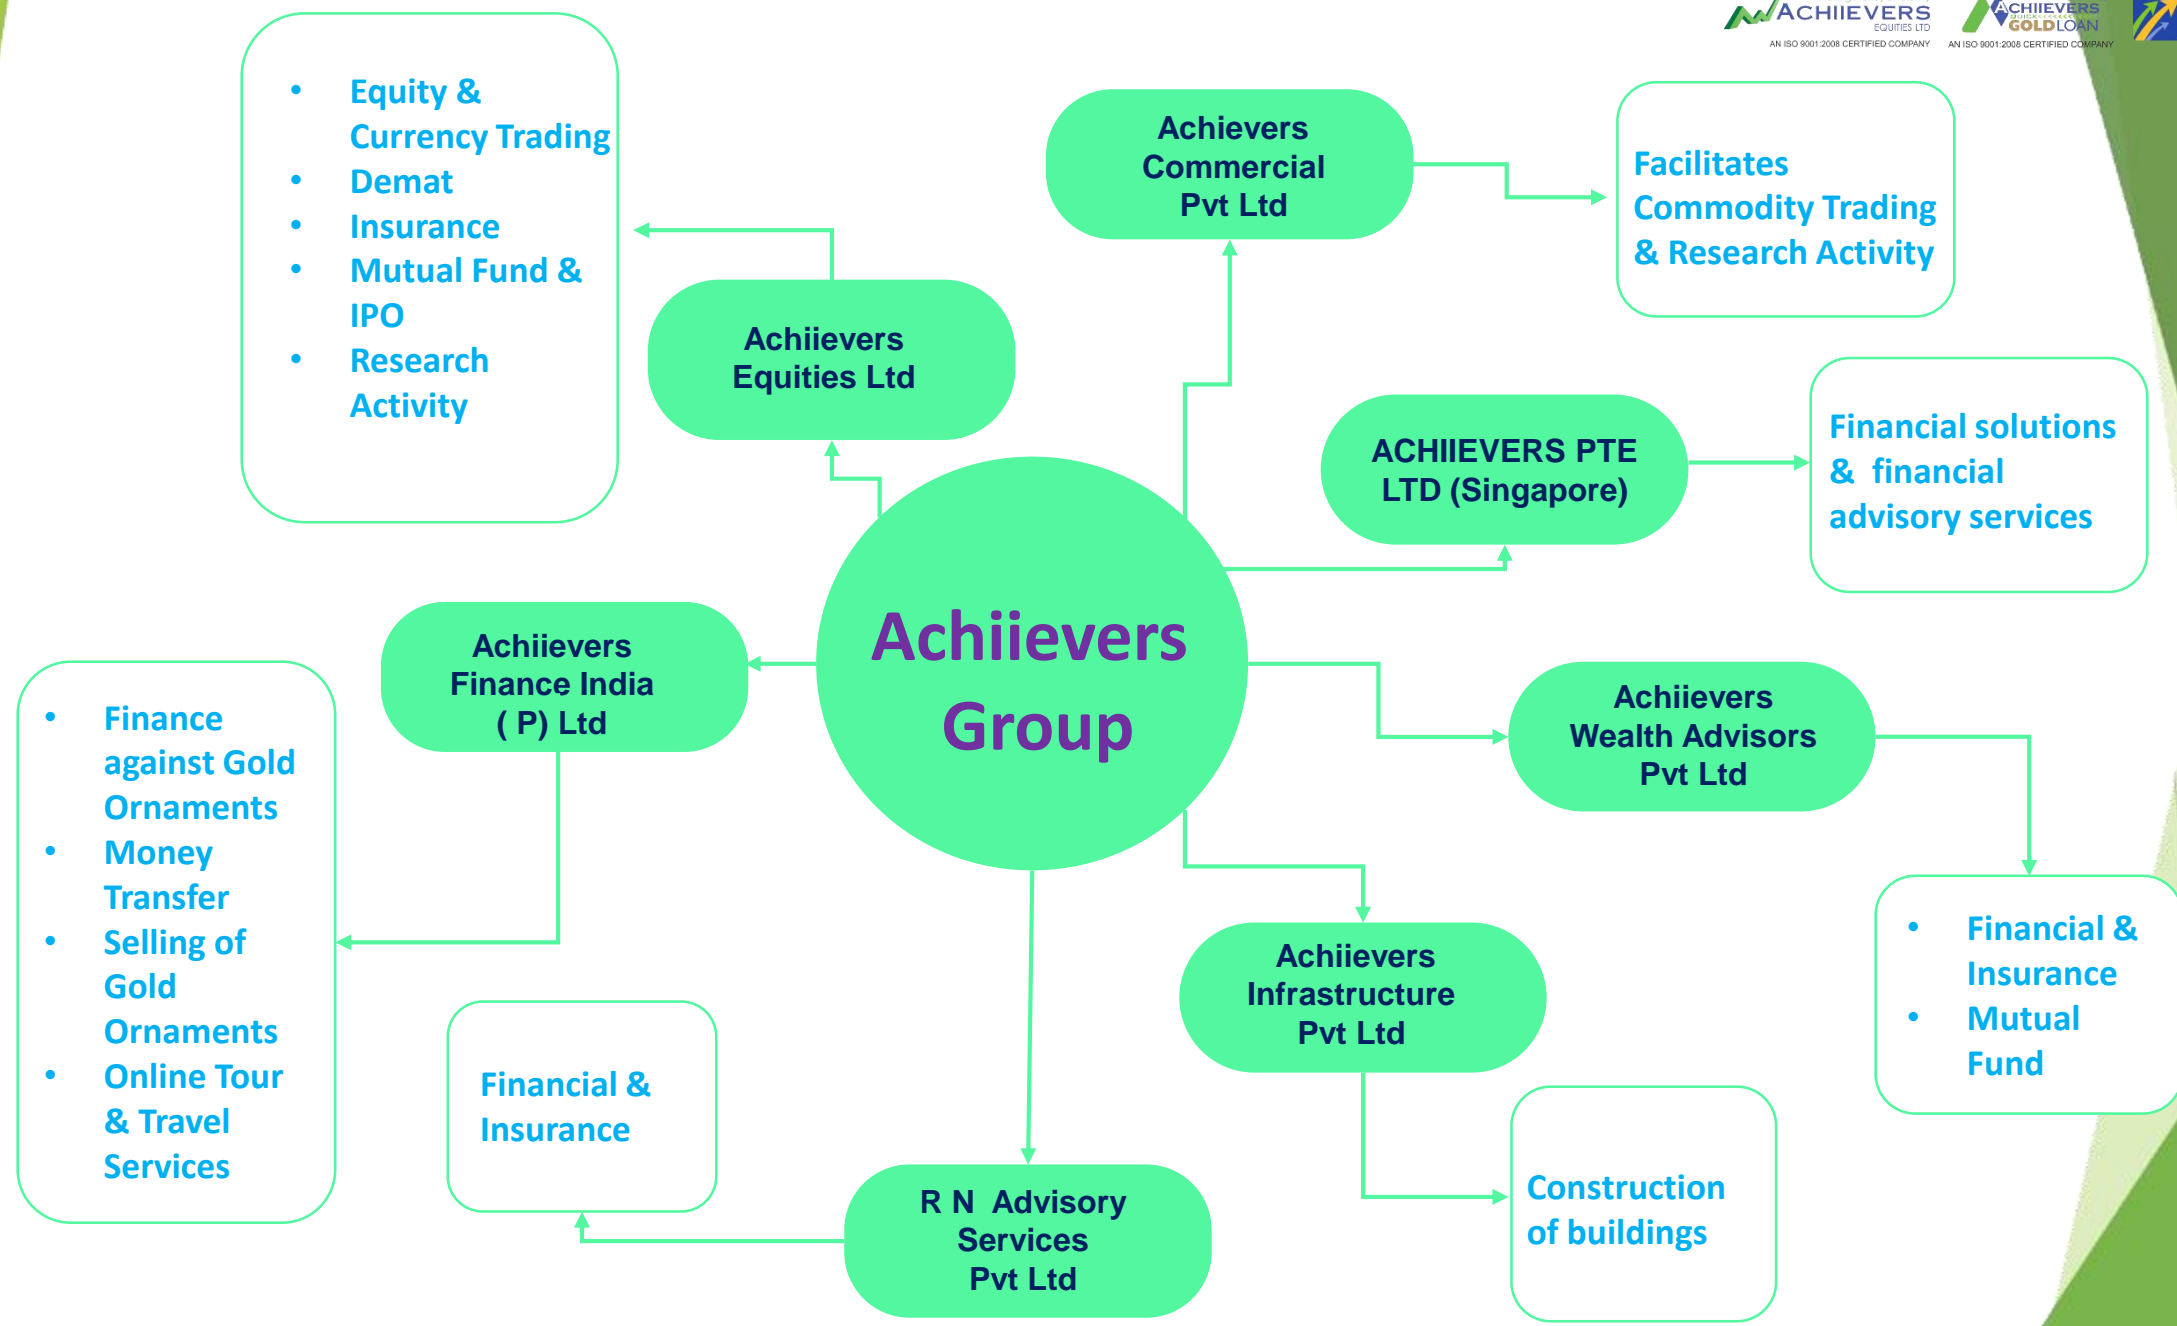 ACHIIEVERS
EQUITIES LTD
AN ISO 9001:2008 CERTIFIED COMPANY
ACHIIEVERS
QUICK
GOLDLOAN
AN ISO 9001:2008 CERTIFIED COMPANY
• Equity &
Currency Trading
• Demat
• Insurance
• Mutual Fund &
IPO
• Research
Activity
Achiievers
Equities Ltd
Achievers
Commercial
Pvt Ltd
Facilitates
Commodity Trading
& Research Activity
ACHIIEVERS PTE
LTD (Singapore)
Financial solutions
& financial
advisory services
Achiievers
Group
Achiievers
Finance India
( P) Ltd
• Finance
against Gold
Ornaments
• Money
Transfer
• Selling of
Gold
Ornaments
• Online Tour
& Travel
Services
Achiievers
Wealth Advisors
Pvt Ltd
• Financial &
Insurance
• Mutual
Fund
Achiievers
Infrastructure
Pvt Ltd
Construction
of buildings
Financial &
Insurance
R N Advisory
Services
Pvt Ltd